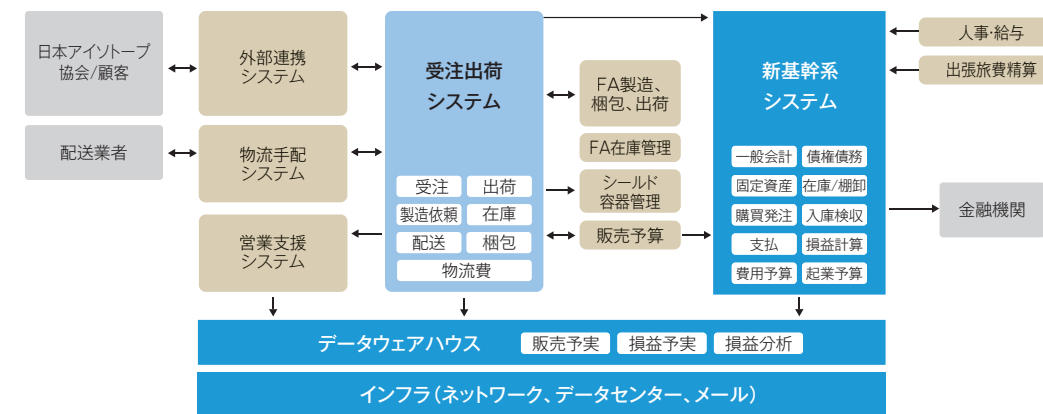 日本アイソトープ
協会/顧客
配送業者
外部連携
システム
物流手配
システム
営業支援
システム
受注出荷
システム
受注
出荷
製造依頼
在庫
配送
梱包
物流費
FA製造、
梱包、出荷
FA在庫管理
シールド
容器管理
販売予算
新基幹系
システム
一般会計
債権債務
固定資産
在庫/棚卸
購買発注
入庫検収
支払
損益計算
費用予算
起業予算
人事・給与
出張旅費精算
金融機関
データウェアハウス
販売予実
損益予実
損益分析
インフラ(ネットワーク、データセンター、メール)